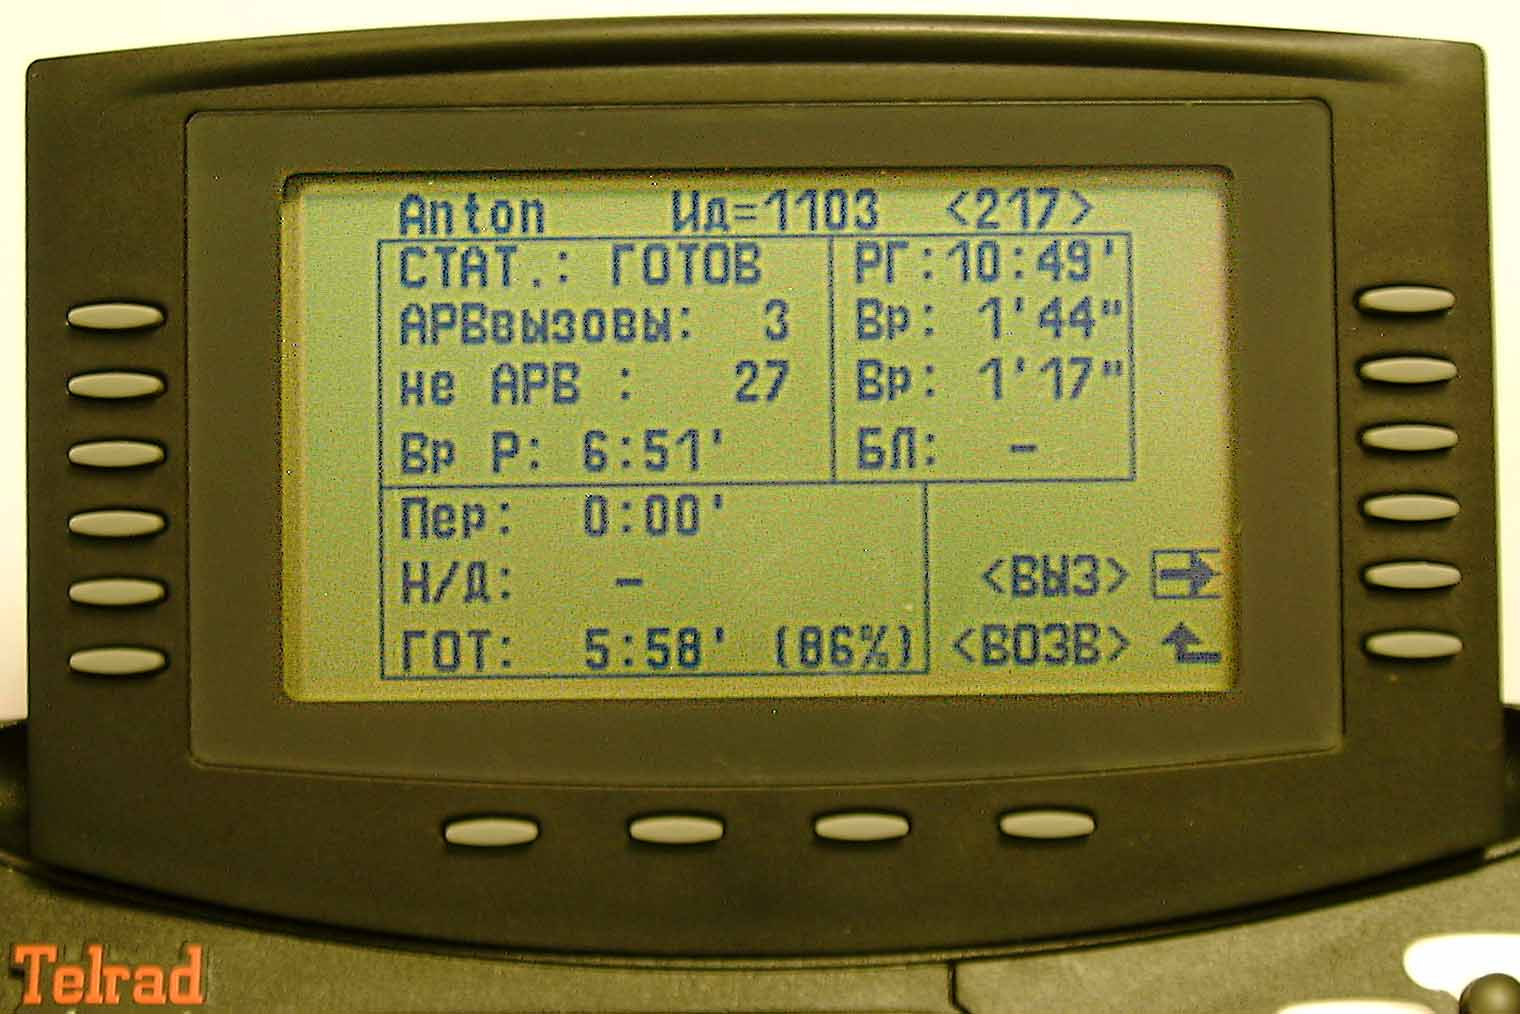 Anton Ид=1103 <217>
СТАТ.: ГОТОВ РГ:10:49'
АРВвызовы: 3 Вр: 1'44"
не АРВ : 27 Вр: 1'17"
Вр Р: 6:51' БЛ: -
Пер: 0:00'
Н/Д: - <ВЫЗ>
ГОТ: 5:58' (86%) <ВОЗВ>
Telrad